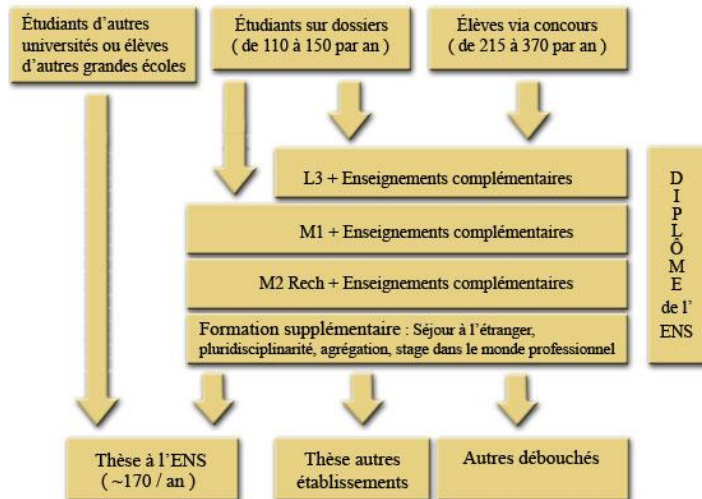 Étudiants d'autres
universités ou élèves
d'autres grandes écoles
Étudiants sur dossiers
( de 110 à 150 par an )
Élèves via concours
( de 215 à 370 par an )
L3 + Enseignements complémentaires
M1 + Enseignements complémentaires
M2 Rech + Enseignements complémentaires
Formation supplémentaire : Séjour à l'étranger,
pluridisciplinarité, agrégation, stage dans le monde professionnel
D
I
P
L
Ô
M
E
de l'
ENS
Thèse à l'ENS
( ~170 / an )
Thèse autres
établissements
Autres débouchés